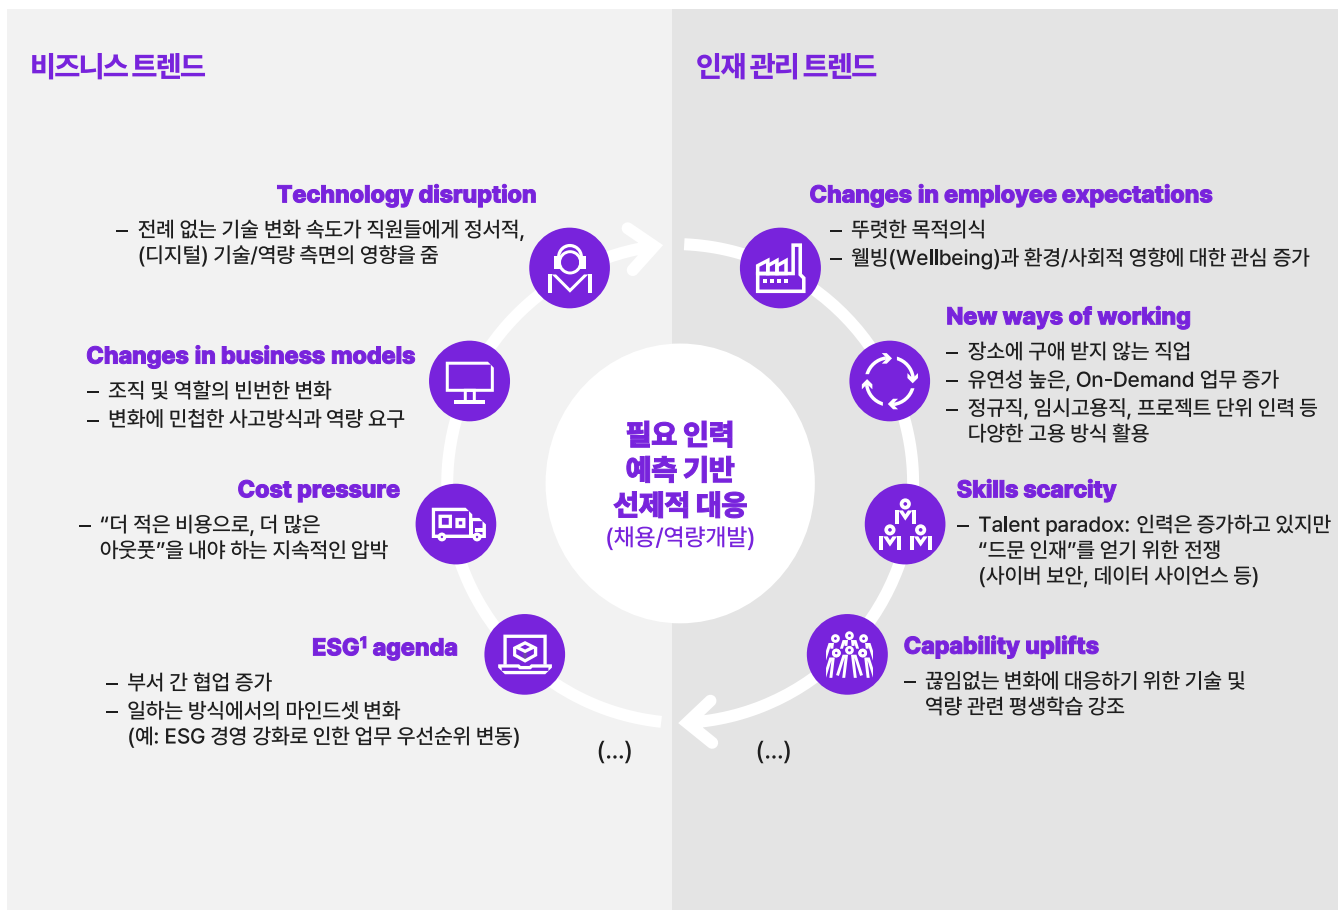 비즈니스 트렌드
Technology disruption
– 전례 없는 기술 변화 속도가 직원들에게 정서적,
(디지털) 기술/역량 측면의 영향을 줌
Changes in business models
– 조직 및 역할의 빈번한 변화
– 변화에 민첩한 사고방식과 역량 요구
Cost pressure
– “더 적은 비용으로, 더 많은
아웃풋”을 내야 하는 지속적인 압박
ESG¹ agenda
– 부서 간 협업 증가
– 일하는 방식에서의 마인드셋 변화
(예: ESG 경영 강화로 인한 업무 우선순위 변동)
(...)
필요 인력
예측 기반
선제적 대응
(채용/역량개발)
인재 관리 트렌드
Changes in employee expectations
– 뚜렷한 목적의식
– 웰빙(Wellbeing)과 환경/사회적 영향에 대한 관심 증가
New ways of working
– 장소에 구애 받지 않는 직업
– 유연성 높은, On-Demand 업무 증가
– 정규직, 임시고용직, 프로젝트 단위 인력 등
다양한 고용 방식 활용
Skills scarcity
– Talent paradox: 인력은 증가하고 있지만
“드문 인재”를 얻기 위한 전쟁
(사이버 보안, 데이터 사이언스 등)
Capability uplifts
– 끊임없는 변화에 대응하기 위한 기술 및
역량 관련 평생학습 강조
(...)